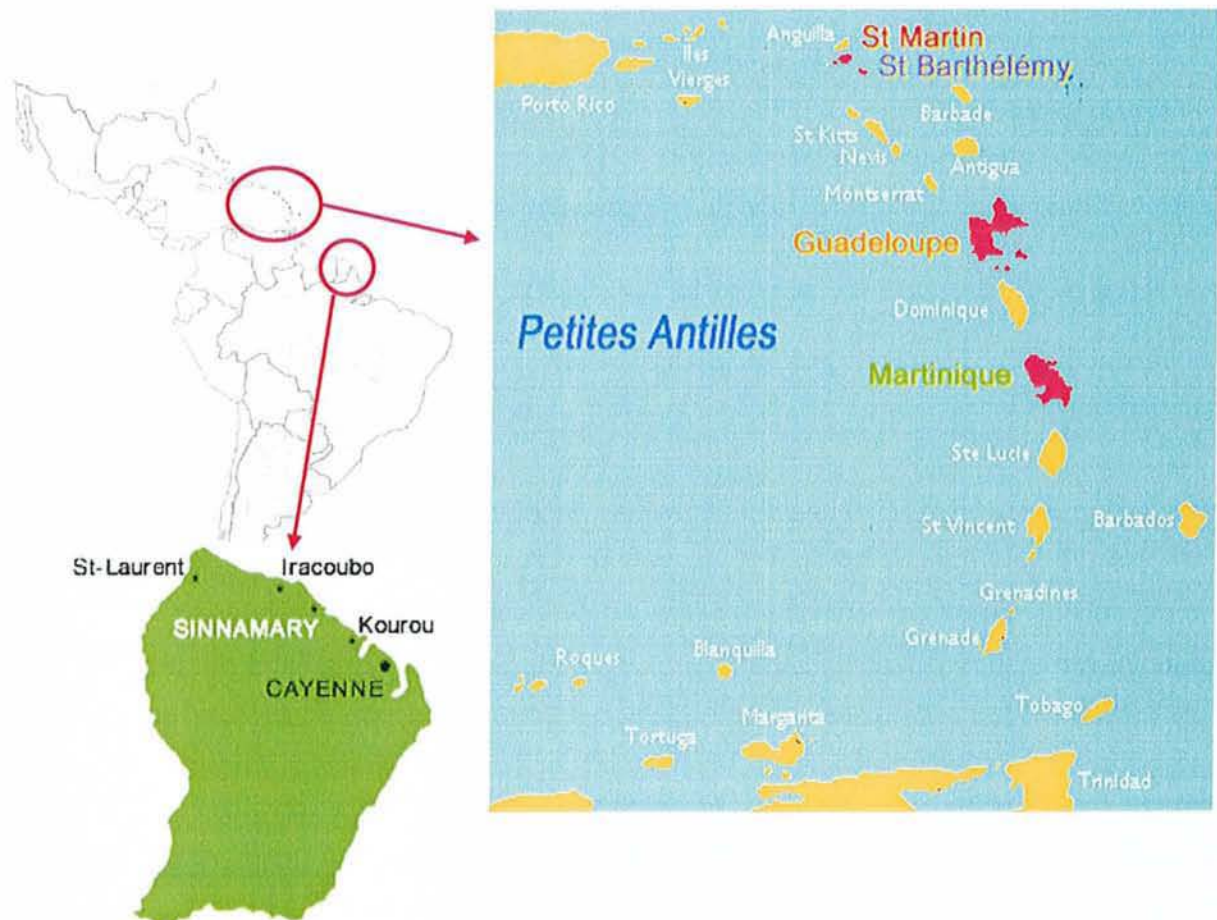 Anguilla
St Martin
St Barthélémy
Iles
Vierges
Porto Rico
Barbade
St Kitts
Nevis
Antigua
Montserrat
Guadeloupe
Dominique
Petites Antilles
Martinique
Ste Lucie
St Vincent
Barbados
Grenadines
Grenade
Blanquilla
Roques
Tobago
Margarita
Tortuga
Trinidad
St-Laurent
Iracoubo
SINNAMARY
Kourou
CAYENNE